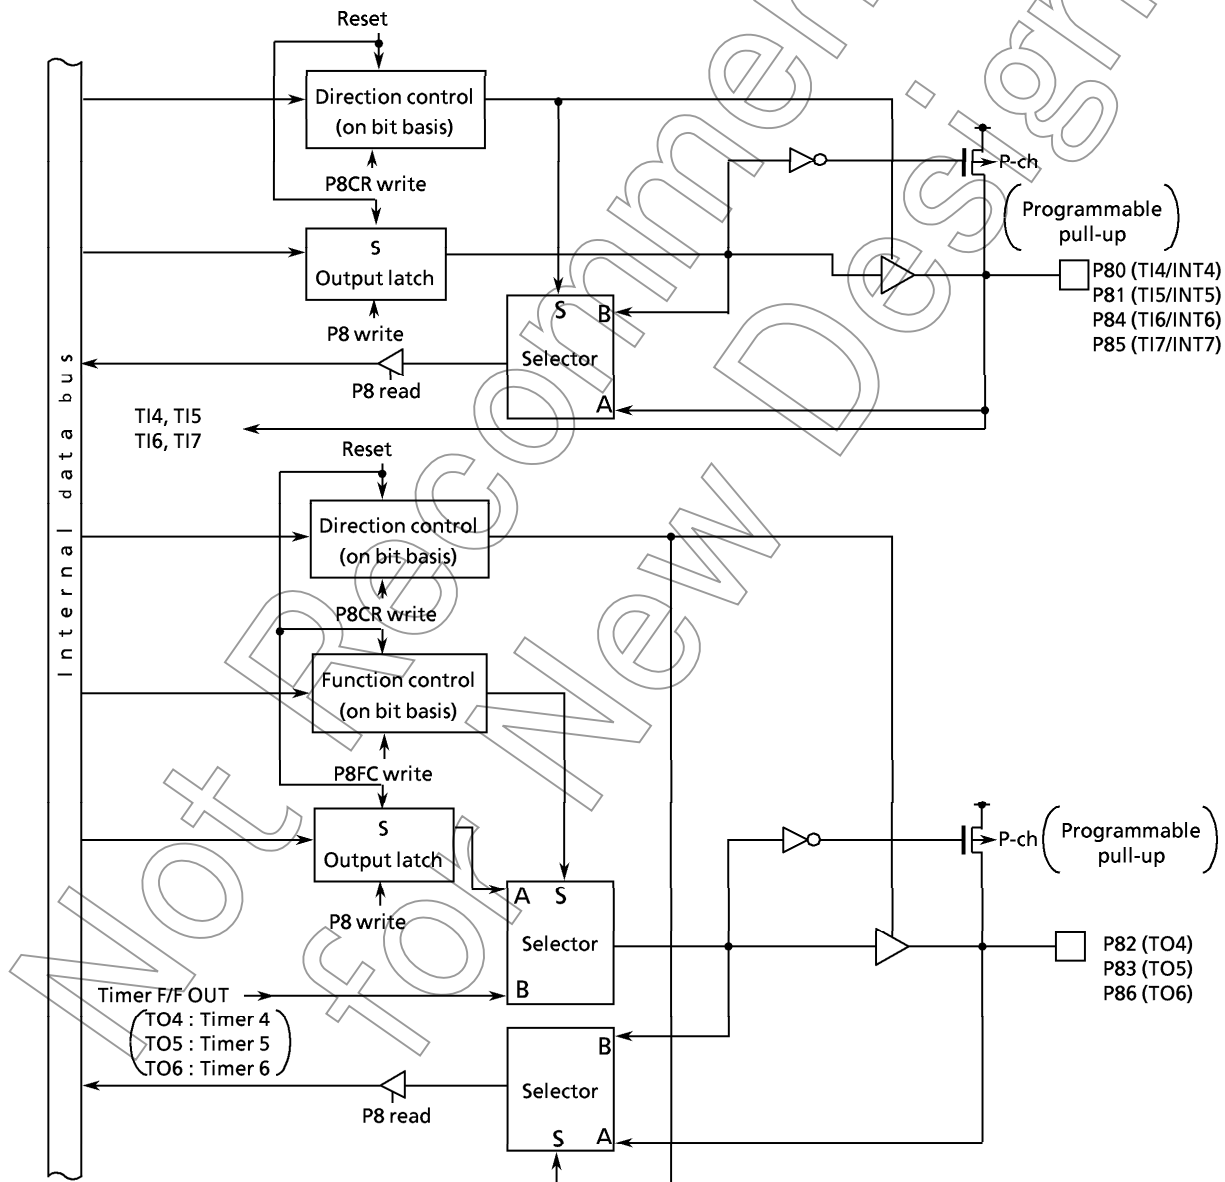 Reset
Direction control
(on bit basis)
P8CR write
S
Output latch
P8 write
P8 read
S
B
Selector
A
P-ch
(Programmable
pull-up)
P80 (TI4/INT4)
P81 (TI5/INT5)
P84 (TI6/INT6)
P85 (TI7/INT7)
TI4, TI5
TI6, TI7
Internal data bus
Reset
Direction control
(on bit basis)
P8CR write
Function control
(on bit basis)
P8FC write
S
Output latch
P8 write
A S
Selector
B
P-ch
(Programmable
pull-up)
P82 (TO4)
P83 (TO5)
P86 (TO6)
Timer F/F OUT
(TO4 : Timer 4
TO5 : Timer 5
TO6 : Timer 6)
B
Selector
S A
P8 read
Not Recommen
for New Design